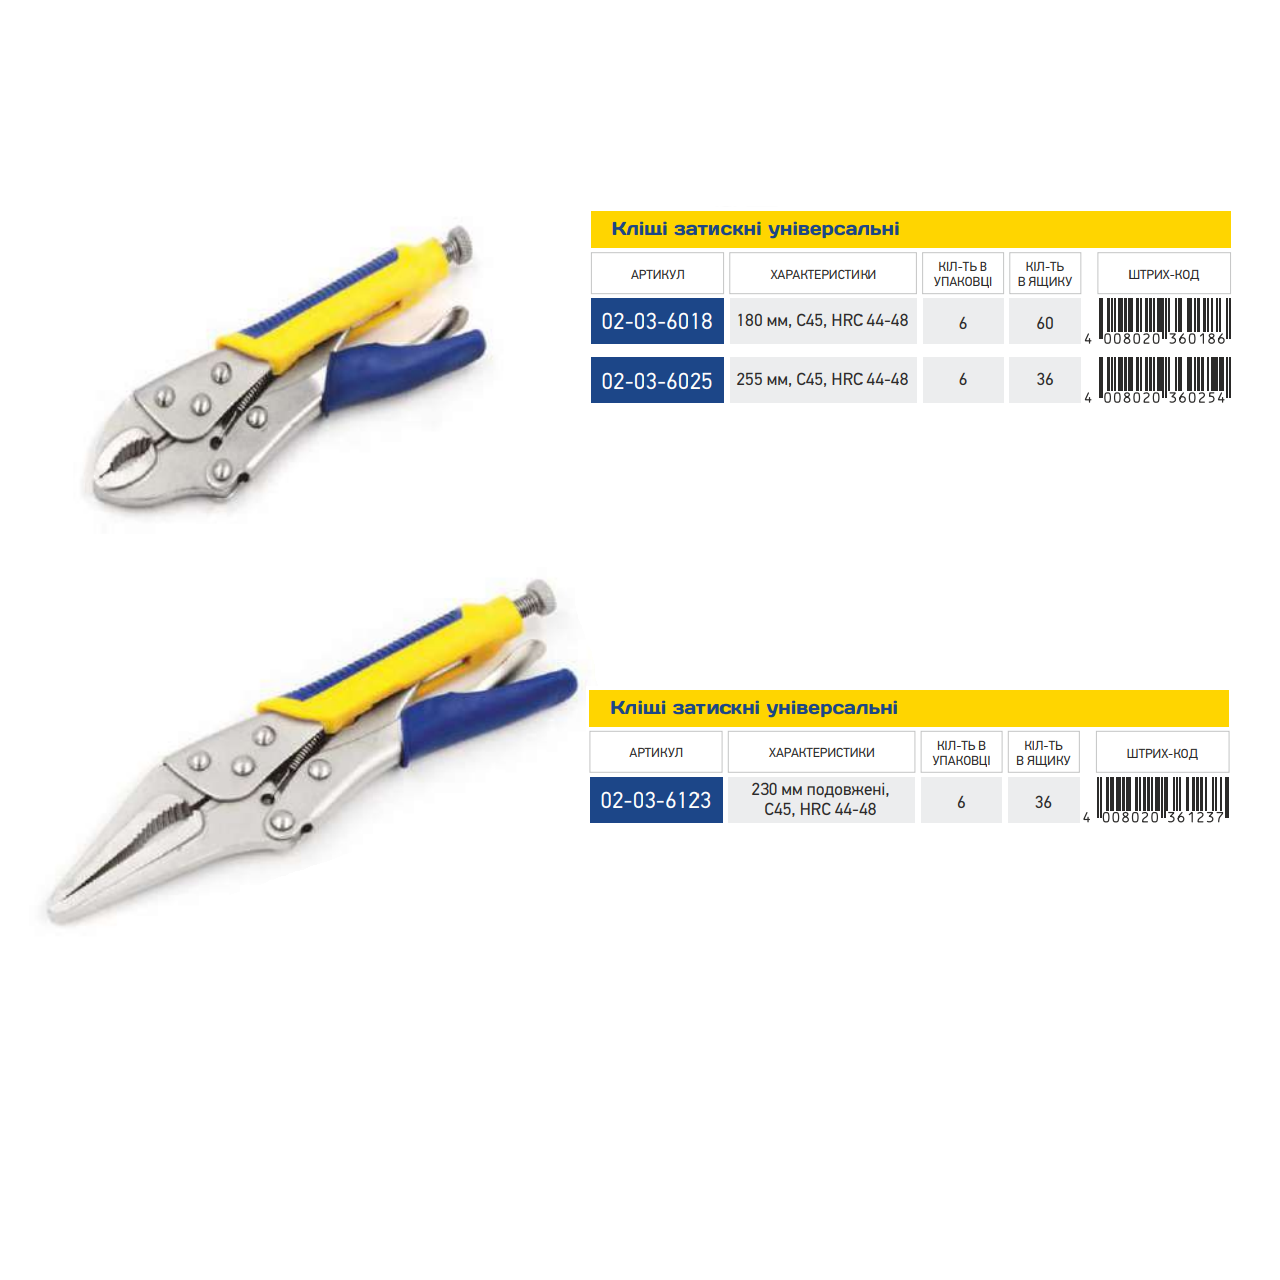 Кліщі затискні універсальні
АРТИКУЛ ХАРАКТЕРИСТИКИ КІЛ-ТЬ В УПАКОВЦІ КІЛ-ТЬ В ЯЩИКУ ШТРИХ-КОД
02-03-6018 180 мм, C45, HRC 44-48 6 60 4 008020 360186
02-03-6025 255 мм, C45, HRC 44-48 6 36 4 008020 360254
Кліщі затискні універсальні
АРТИКУЛ ХАРАКТЕРИСТИКИ КІЛ-ТЬ В УПАКОВЦІ КІЛ-ТЬ В ЯЩИКУ ШТРИХ-КОД
02-03-6123 230 мм подовжені, C45, HRC 44-48 6 36 4 008020 361237